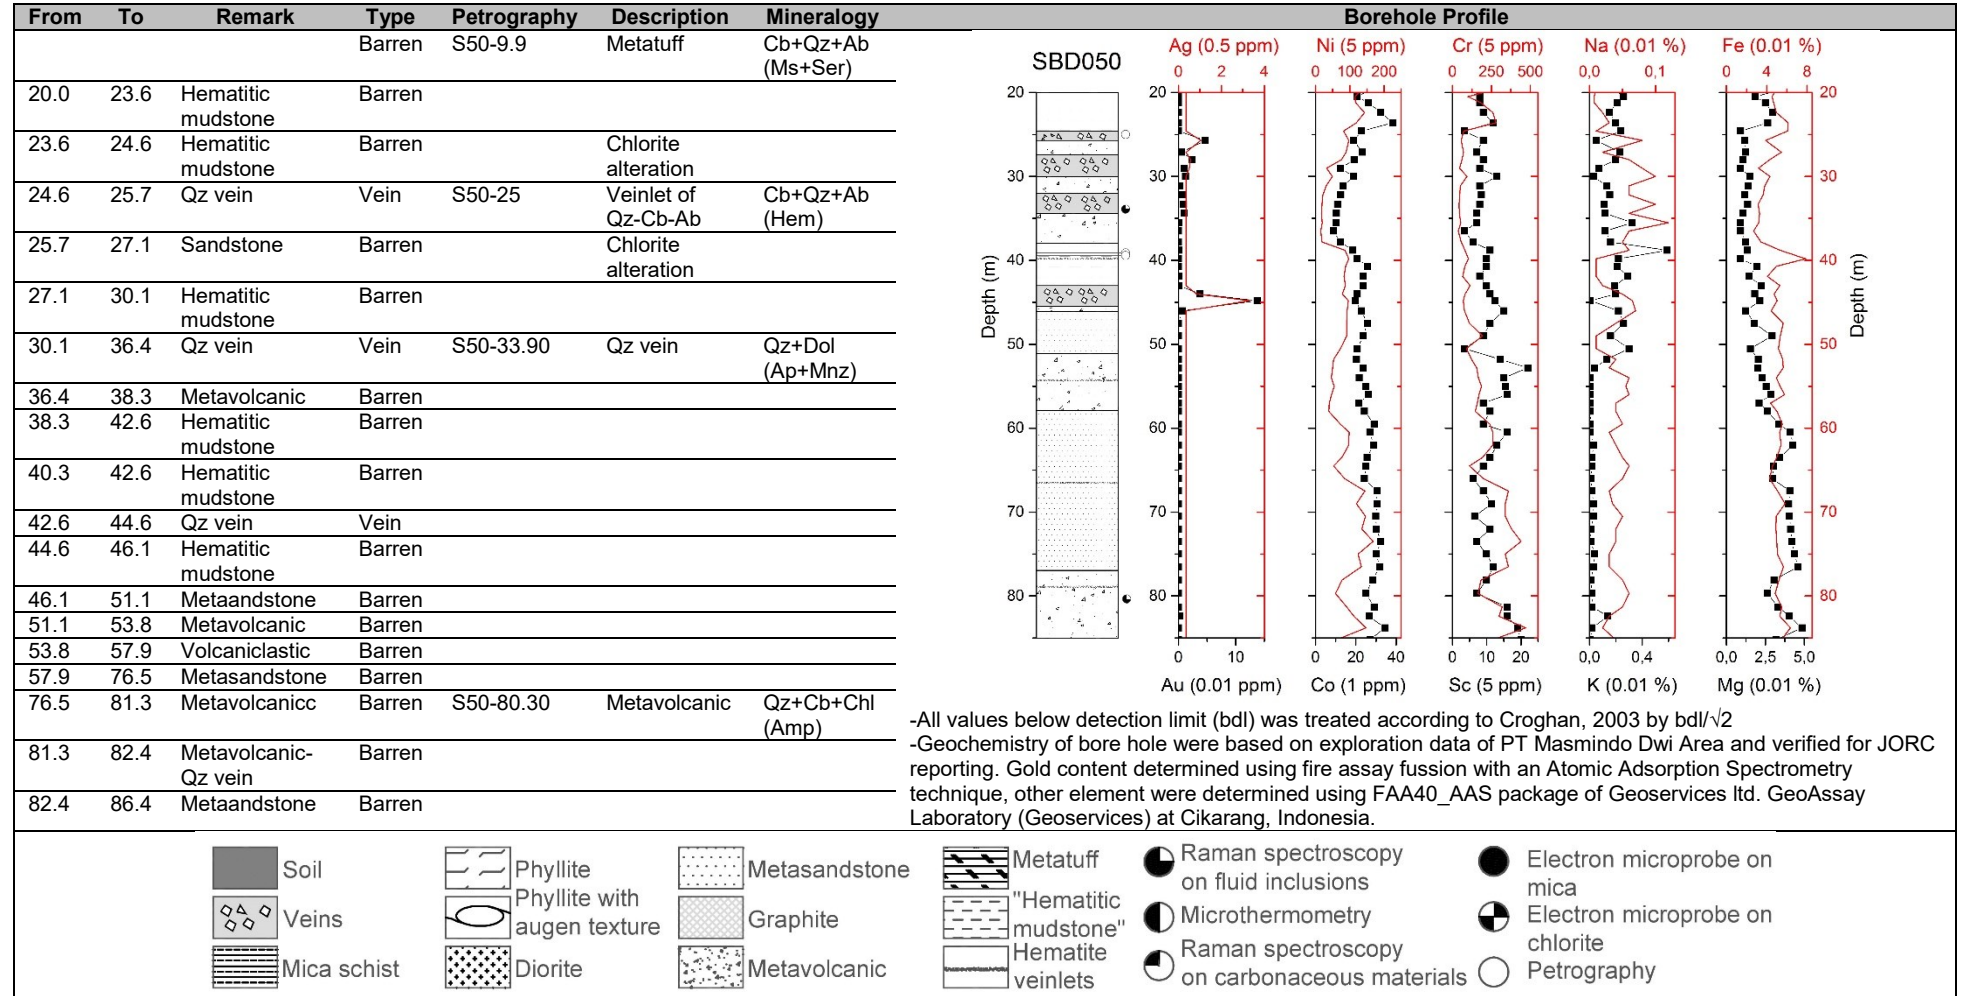 From To Remark Type Petrography Description Mineralogy Borehole Profile
Barren S50-9.9 Metatuff Cb+Qz+Ab
(Ms+Ser)
20.0 23.6 Hematitic Barren
mudstone
23.6 24.6 Hematitic Barren Chlorite
mudstone alteration
24.6 25.7 Qz vein Vein S50-25 Veinlet of Cb+Qz+Ab
Qz-Cb-Ab (Hem)
25.7 27.1 Sandstone Barren Chlorite
alteration
27.1 30.1 Hematitic Barren
mudstone
30.1 36.4 Qz vein Vein S50-33.90 Qz vein Qz+Dol
(Ap+Mnz)
36.4 38.3 Metavolcanic Barren
38.3 42.6 Hematitic Barren
mudstone
40.3 42.6 Hematitic Barren
mudstone
42.6 44.6 Qz vein Vein
44.6 46.1 Hematitic Barren
mudstone
46.1 51.1 Metaandstone Barren
51.1 53.8 Metavolcanic Barren
53.8 57.9 Volcaniclastic Barren
57.9 76.5 Metasandstone Barren
76.5 81.3 Metavolcanicc Barren S50-80.30 Metavolcanic Qz+Cb+Chl
(Amp)
81.3 82.4 Metavolcanic- Barren
Qz vein
82.4 86.4 Metaandstone Barren
SBD050
Ag (0.5 ppm) Ni (5 ppm) Cr (5 ppm) Na (0.01 %) Fe (0.01 %)
0 2 4 0 100 200 0 250 500 0,0 0,1 0 4 8
20 20 20
30 30 30
40 40 40
50 50 50
60 60 60
70 70 70
80 80 80
Depth (m)
Depth (m)
0 10 0 20 40 0 10 20 0,0 0,4 0,0 2,5 5,0
Au (0.01 ppm) Co (1 ppm) Sc (5 ppm) K (0.01 %) Mg (0.01 %)
-All values below detection limit (bdl) was treated according to Croghan, 2003 by bdl/√2
-Geochemistry of bore hole were based on exploration data of PT Masmindo Dwi Area and verified for JORC
reporting. Gold content determined using fire assay fussion with an Atomic Adsorption Spectrometry
technique, other element were determined using FAA40_AAS package of Geoservices ltd. GeoAssay
Laboratory (Geoservices) at Cikarang, Indonesia.
Soil
Veins
Mica schist
Phyllite
Phyllite with
augen texture
Diorite
Metasandstone
Graphite
Metavolcanic
Metatuff
"Hematitic
mudstone"
Hematite
veinlets
Raman spectroscopy
on fluid inclusions
Microthermometry
Raman spectroscopy
on carbonaceous materials
Electron microprobe on
mica
Electron microprobe on
chlorite
Petrography